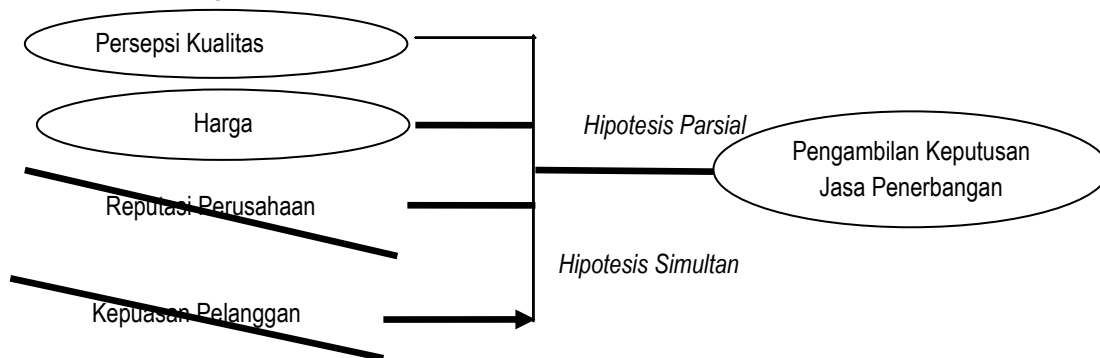 Persepsi Kualitas
Harga
Hipotesis Parsial
Pengambilan Keputusan
Jasa Penerbangan
Reputasi Perusahaan
Hipotesis Simultan
Kepuasan Pelanggan